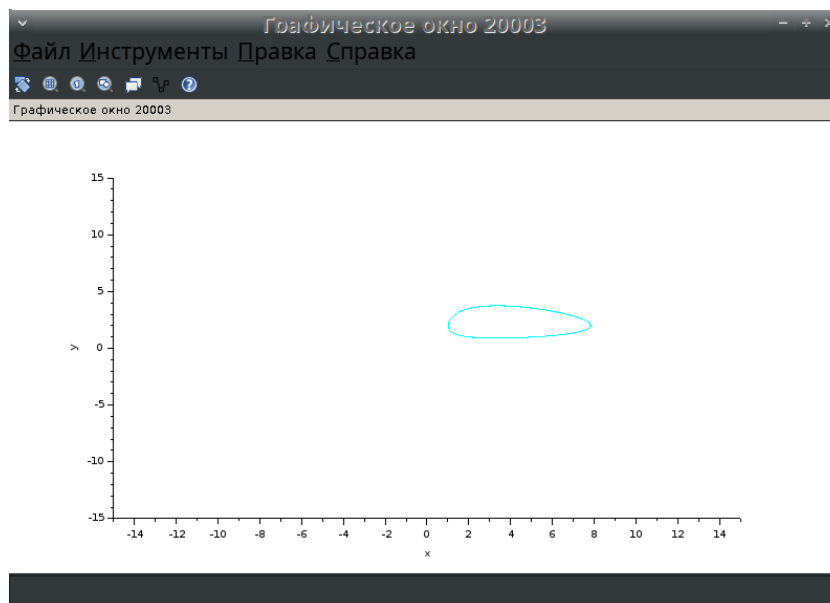 Графическое окно 20003
Файл Инструменты Правка Справка
Графическое окно 20003
15
10
5
y 0
-5
-10
-15
-14 -12 -10 -8 -6 -4 -2 0 2 4 6 8 10 12 14
x